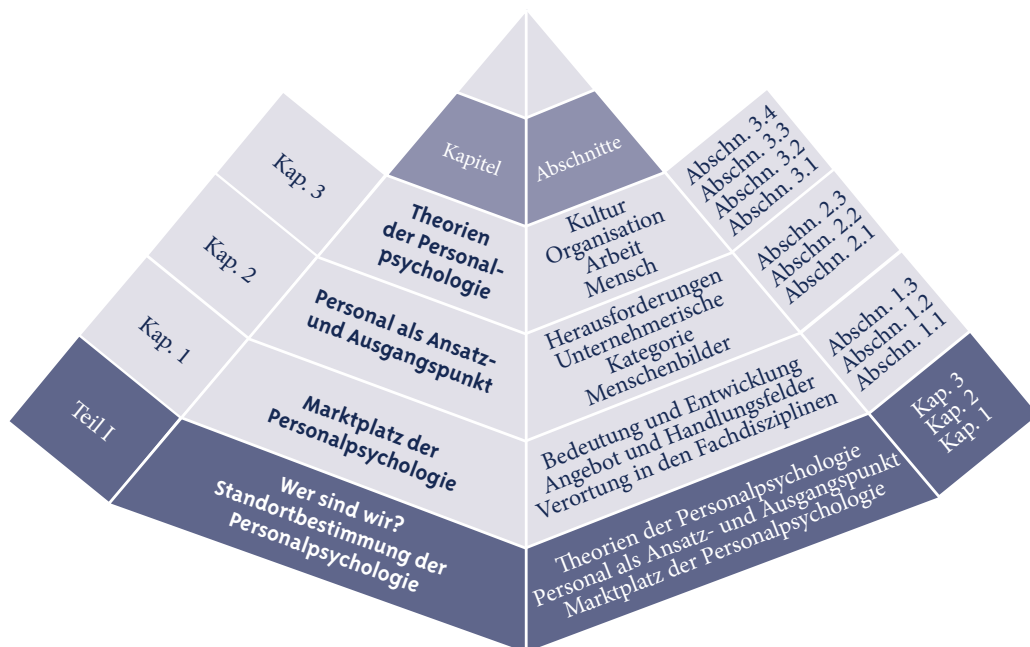 Kapitel
Abschnitte
Kap. 3
Theorien
der Personal-
psychologie
Kultur
Organisation
Arbeit
Mensch
Abschn. 3.4
Abschn. 3.3
Abschn. 3.2
Abschn. 3.1
Kap. 2
Personal als Ansatz-
und Ausgangspunkt
Herausforderungen
Unternehmerische
Kategorie
Menschenbilder
Abschn. 2.3
Abschn. 2.2
Abschn. 2.1
Kap. 1
Marktplatz der
Personalpsychologie
Bedeutung und Entwicklung
Angebot und Handlungsfelder
Verortung in den Fachdisziplinen
Abschn. 1.3
Abschn. 1.2
Abschn. 1.1
Teil I
Wer sind wir?
Standortbestimmung der
Personalpsychologie
Theorien der Personalpsychologie
Personal als Ansatz- und Ausgangspunkt
Marktplatz der Personalpsychologie
Kap. 3
Kap. 2
Kap. 1